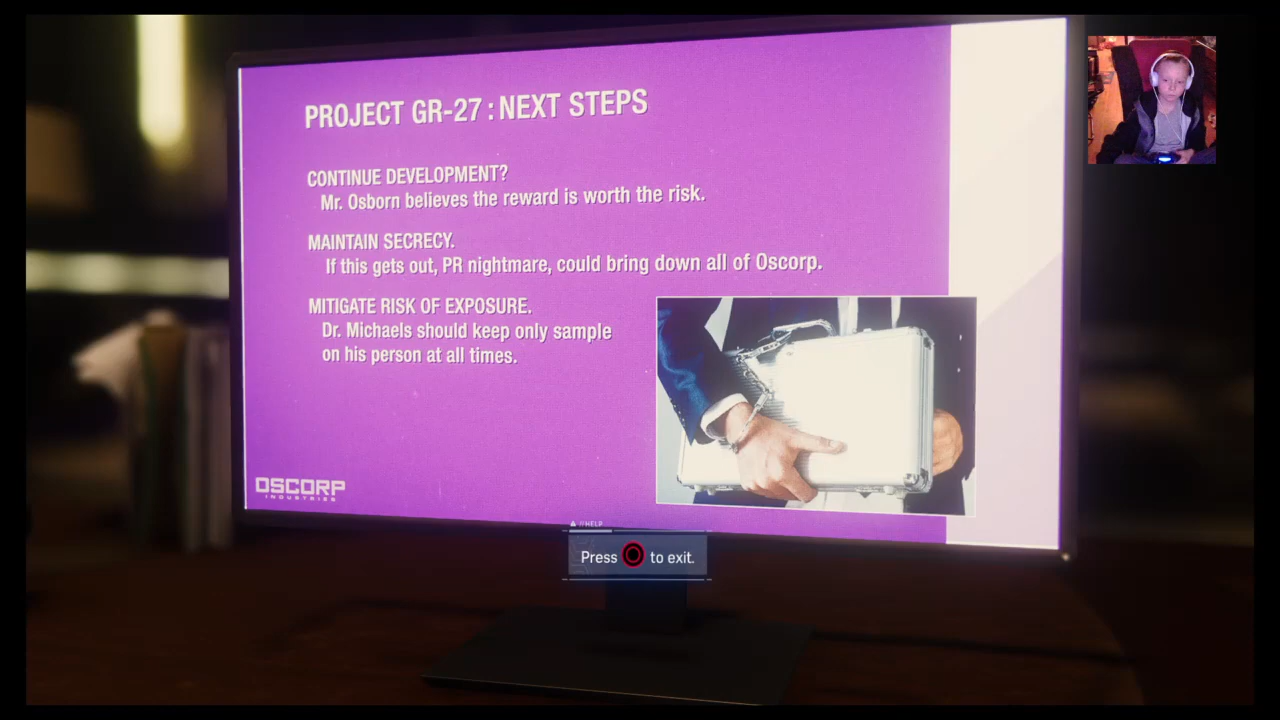 PROJECT GR-27 : NEXT STEPS
CONTINUE DEVELOPMENT?
Mr. Osborn believes the reward is worth the risk.
MAINTAIN SECRECY.
If this gets out, PR nightmare, could bring down all of Oscorp.
MITIGATE RISK OF EXPOSURE.
Dr. Michaels should keep only sample
on his person at all times.
OSCORP
INDUSTRIES
//HELP
Press to exit.